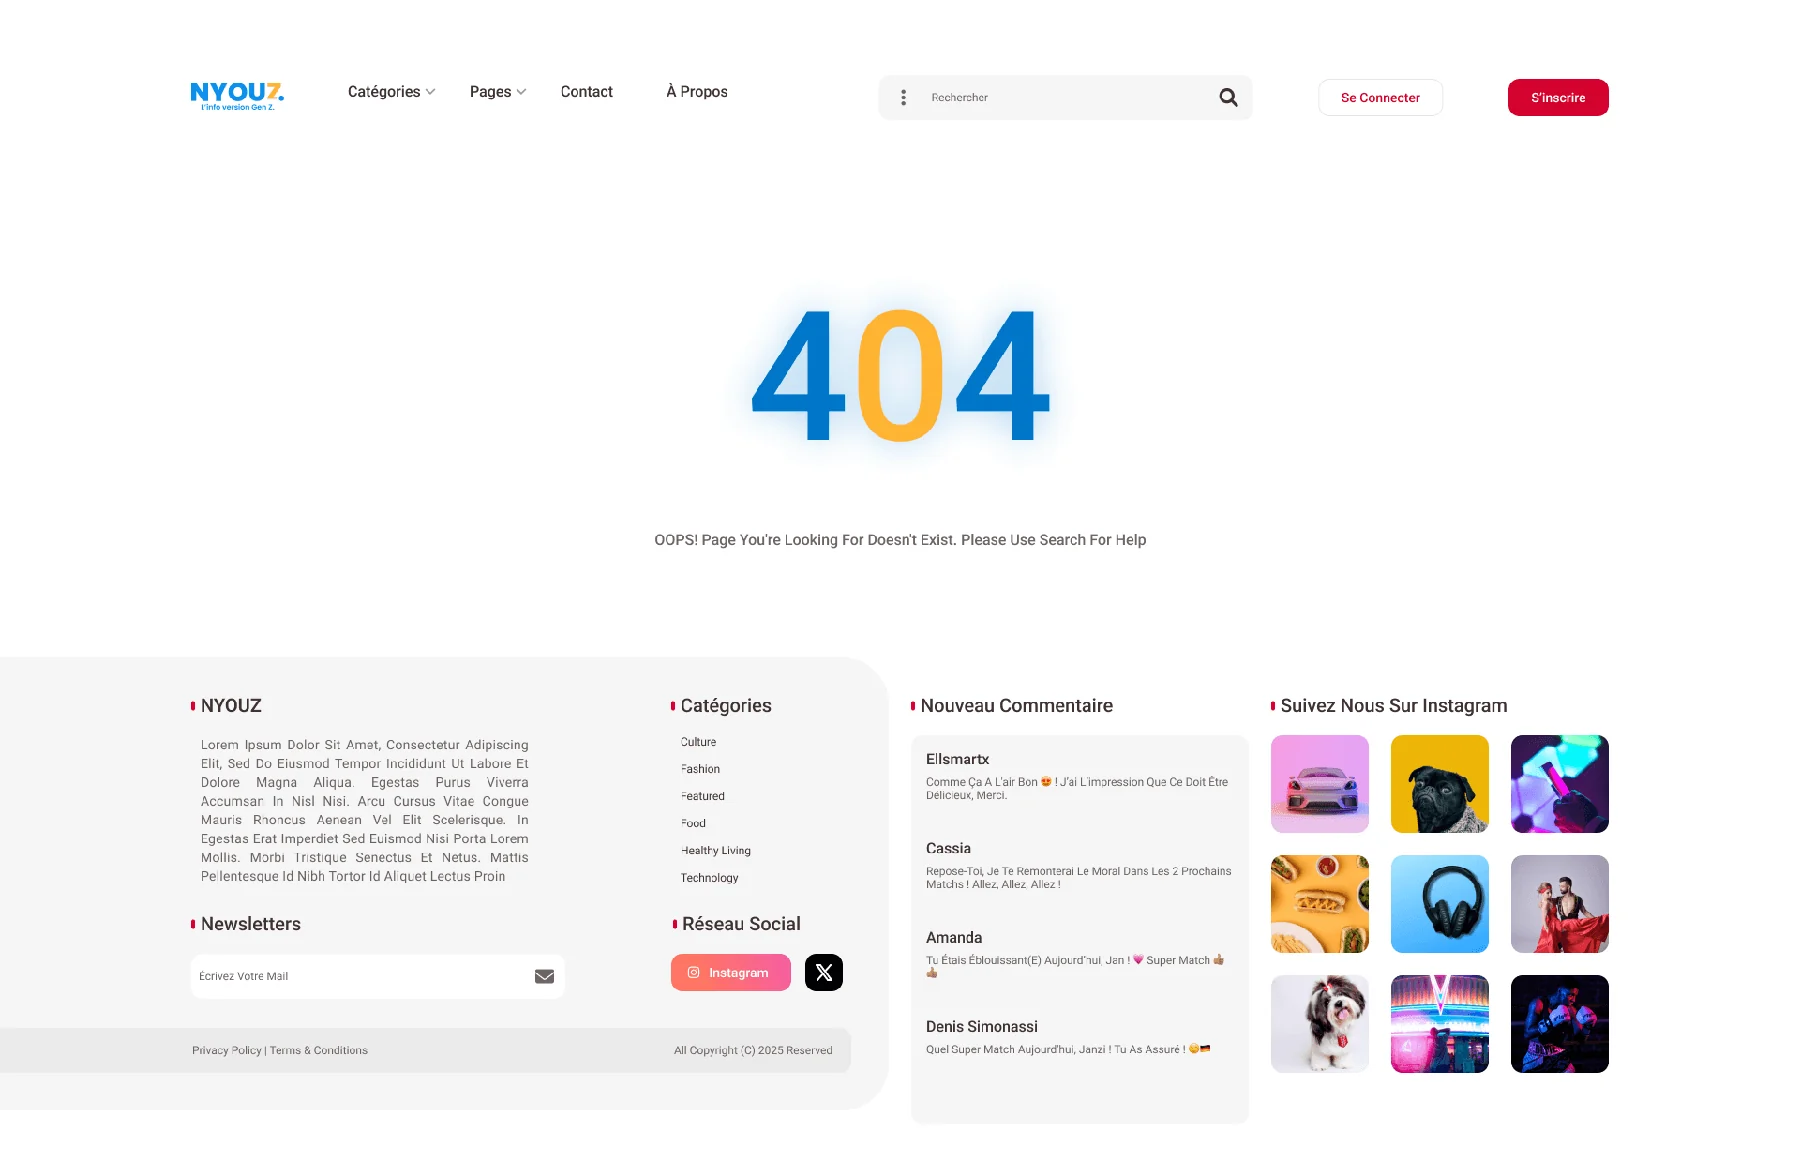 NYOUZ.
L'info version Gen Z.
Catégories
Pages
Contact
À Propos
Rechercher
Se Connecter
S'inscrire
404
OOPS! Page You're Looking For Doesn't Exist. Please Use Search For Help
NYOUZ
Lorem Ipsum Dolor Sit Amet, Consectetur Adipiscing
Elit, Sed Do Eiusmod Tempor Incididunt Ut Labore Et
Dolore Magna Aliqua. Egestas Purus Viverra
Accumsan In Nisl Nisi. Arcu Cursus Vitae Congue
Mauris Rhoncus Aenean Vel Elit Scelerisque. In
Egestas Erat Imperdiet Sed Euismod Nisi Porta Lorem
Mollis. Morbi Tristique Senectus Et Netus. Mattis
Pellentesque Id Nibh Tortor Id Aliquet Lectus Proin
Newsletters
Écrivez Votre Mail
Privacy Policy | Terms & Conditions
Catégories
Culture
Fashion
Featured
Food
Healthy Living
Technology
Réseau Social
Instagram
All Copyright (C) 2025 Reserved
Nouveau Commentaire
Ellsmartx
Comme Ça A L'air Bon 😍 ! J'ai L'impression Que Ce Doit Être
Délicieux, Merci.
Cassia
Repose-Toi, Je Te Remonterai Le Moral Dans Les 2 Prochains
Matchs ! Allez, Allez, Allez !
Amanda
Tu Étais Éblouissant(E) Aujourd'hui, Jan ! 💗 Super Match 👍🏽
👍🏽
Denis Simonassi
Quel Super Match Aujourd'hui, Janzi ! Tu As Assuré ! 😋🇩🇪
Suivez Nous Sur Instagram